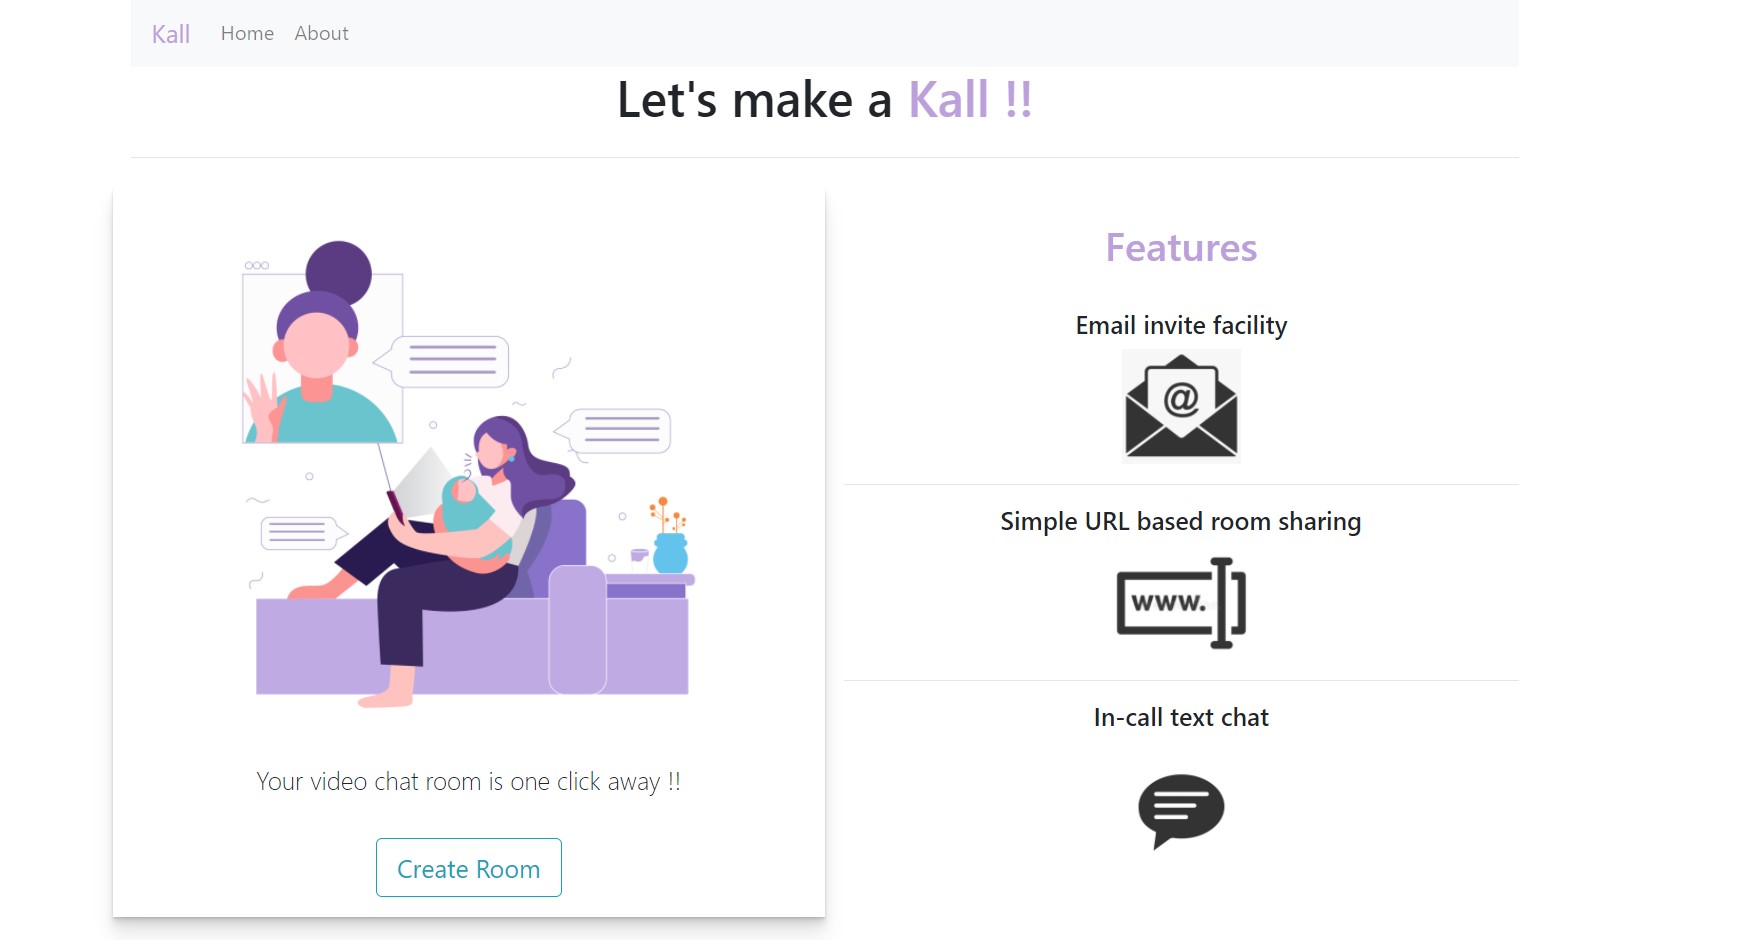 Kall Home About
Let's make a Kall !!
Features
Email invite facility
@
Simple URL based room sharing
www.
In-call text chat
Your video chat room is one click away !!
Create Room